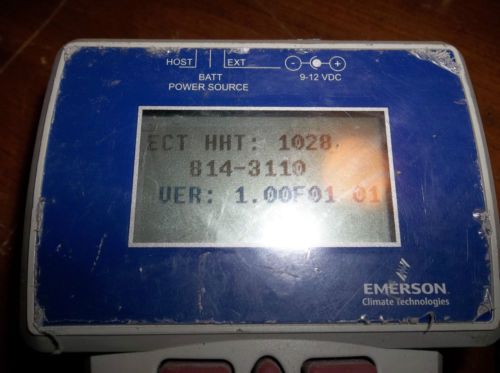 HOST
EXT
BATT
POWER SOURCE
- +
9-12 VDC
ECT HHT: 1028.
814-3110
VER: 1.00F01 01
EMERSON
Climate Technologies